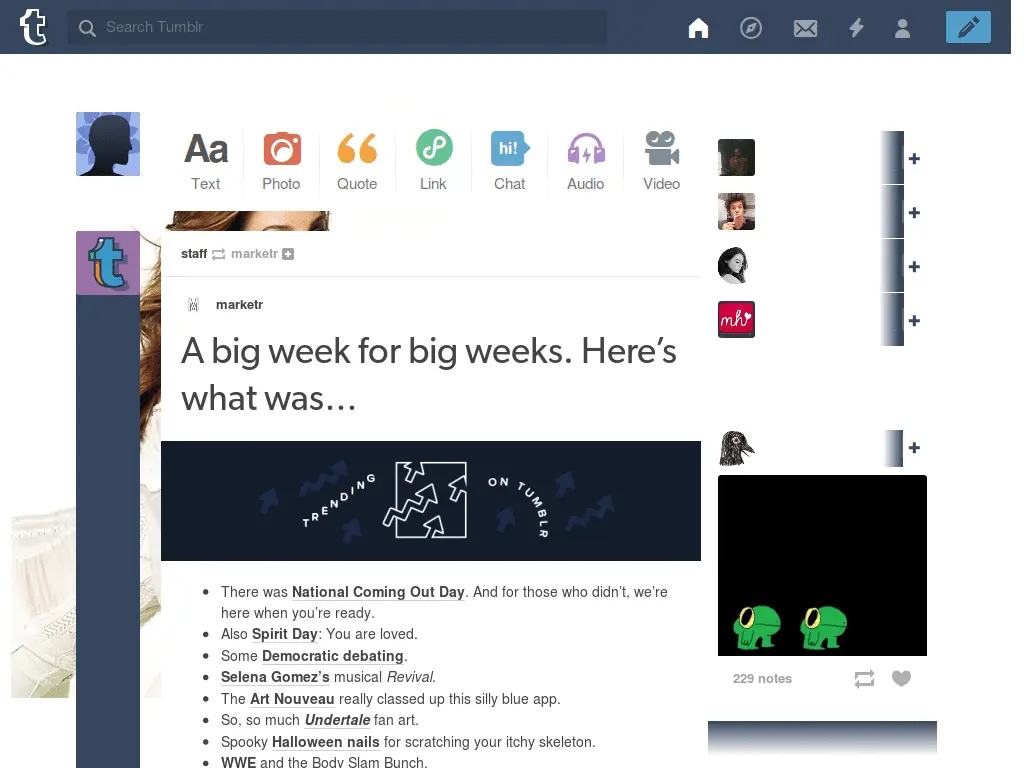 Search Tumblr
Aa
hi!
Text
Photo
Quote
Link
Chat
Audio
Video
staff marketr
marketr
A big week for big weeks. Here’s
what was…
TRENDING
ON TUMBLR
mh
There was National Coming Out Day. And for those who didn’t, we’re
here when you’re ready.
Also Spirit Day: You are loved.
Some Democratic debating.
Selena Gomez’s musical Revival.
The Art Nouveau really classed up this silly blue app.
So, so much Undertale fan art.
Spooky Halloween nails for scratching your itchy skeleton.
WWE and the Body Slam Bunch.
229 notes